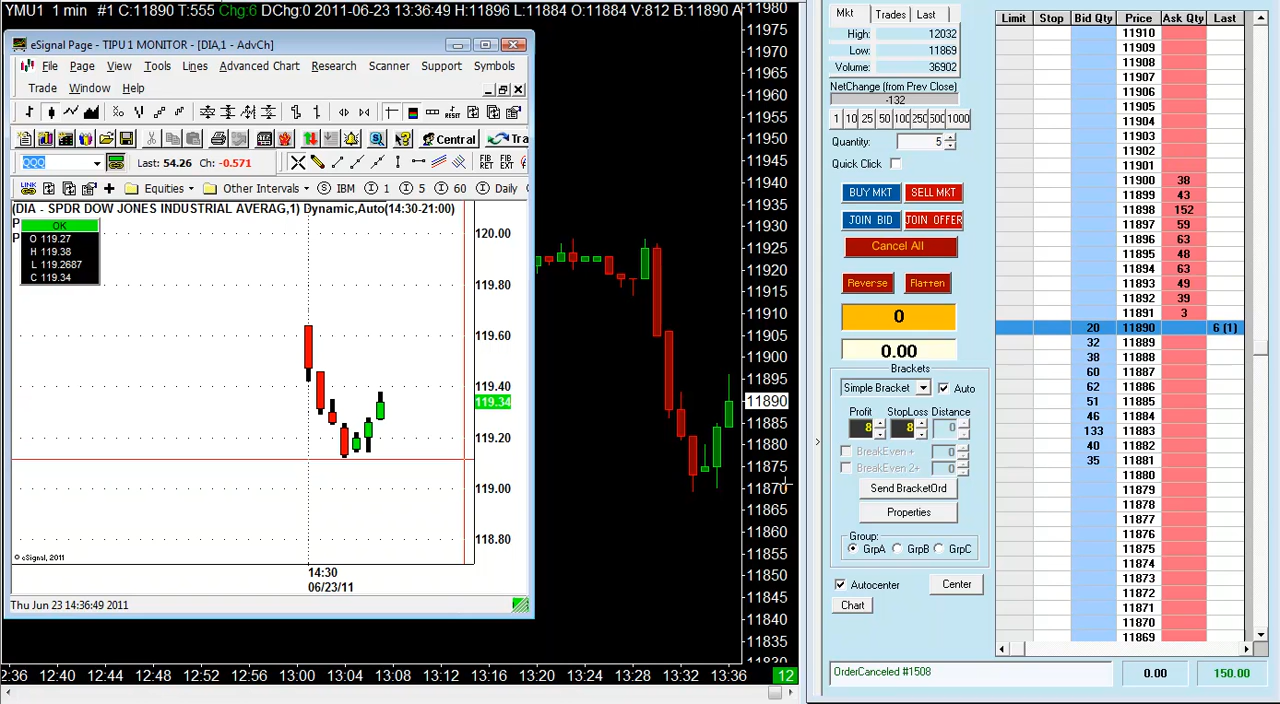 YMU1 1 min #1 C:11890 T:555 Chg:6 DChg:0 2011-06-23 13:36:49 H:11896 L:11884 O:11884 V:812 B:11890 A
eSignal Page - TIPU 1 MONITOR - [DIA,1 - AdvCh]
File Page View Tools Lines Advanced Chart Research Scanner Support Symbols
Trade Window Help
Central Tra
QQQ Last: 54.26 Ch: -0.571 FIB RET FIB EXT
LINK Equities Other Intervals IBM 1 5 60 Daily
(DIA - SPDR DOW JONES INDUSTRIAL AVERAG,1) Dynamic,Auto(14:30-21:00)
P OK
P O 119.27
H 119.38
L 119.2687
C 119.34
120.00
119.80
119.60
119.40
119.34
119.20
119.00
118.80
© eSignal, 2011
14:30
06/23/11
Thu Jun 23 14:36:49 2011
11980
11975
11970
11965
11960
11955
11950
11945
11940
11935
11930
11925
11920
11915
11910
11905
11900
11895
11890
11885
11880
11875
11870
11865
11860
11855
11850
11845
11840
11835
11830
2:36 12:40 12:44 12:48 12:52 12:56 13:00 13:04 13:08 13:12 13:16 13:20 13:24 13:28 13:32 13:36 12
Mkt Trades Last
High: 12032
Low: 11869
Volume: 36902
NetChange (from Prev Close)
-132
1 10 25 50 100 250 500 1000
Quantity: 5
Quick Click
BUY MKT SELL MKT
JOIN BID JOIN OFFER
Cancel All
Reverse Flatten
0
0.00
Brackets
Simple Bracket Auto
Profit StopLoss Distance
8 8 0
BreakEven + 0
BreakEven 2+ 0
Send BracketOrd
Properties
Group:
GrpA GrpB GrpC
Autocenter Center
Chart
OrderCanceled #1508 0.00 150.00
Limit Stop Bid Qty Price Ask Qty Last
11910
11909
11908
11907
11906
11905
11904
11903
11902
11901
11900 38
11899 43
11898 152
11897 59
11896 63
11895 48
11894 63
11893 49
11892 39
11891 3
20 11890 6 (1)
32 11889
38 11888
60 11887
62 11886
51 11885
46 11884
133 11883
40 11882
35 11881
11880
11879
11878
11877
11876
11875
11874
11873
11872
11871
11870
11869